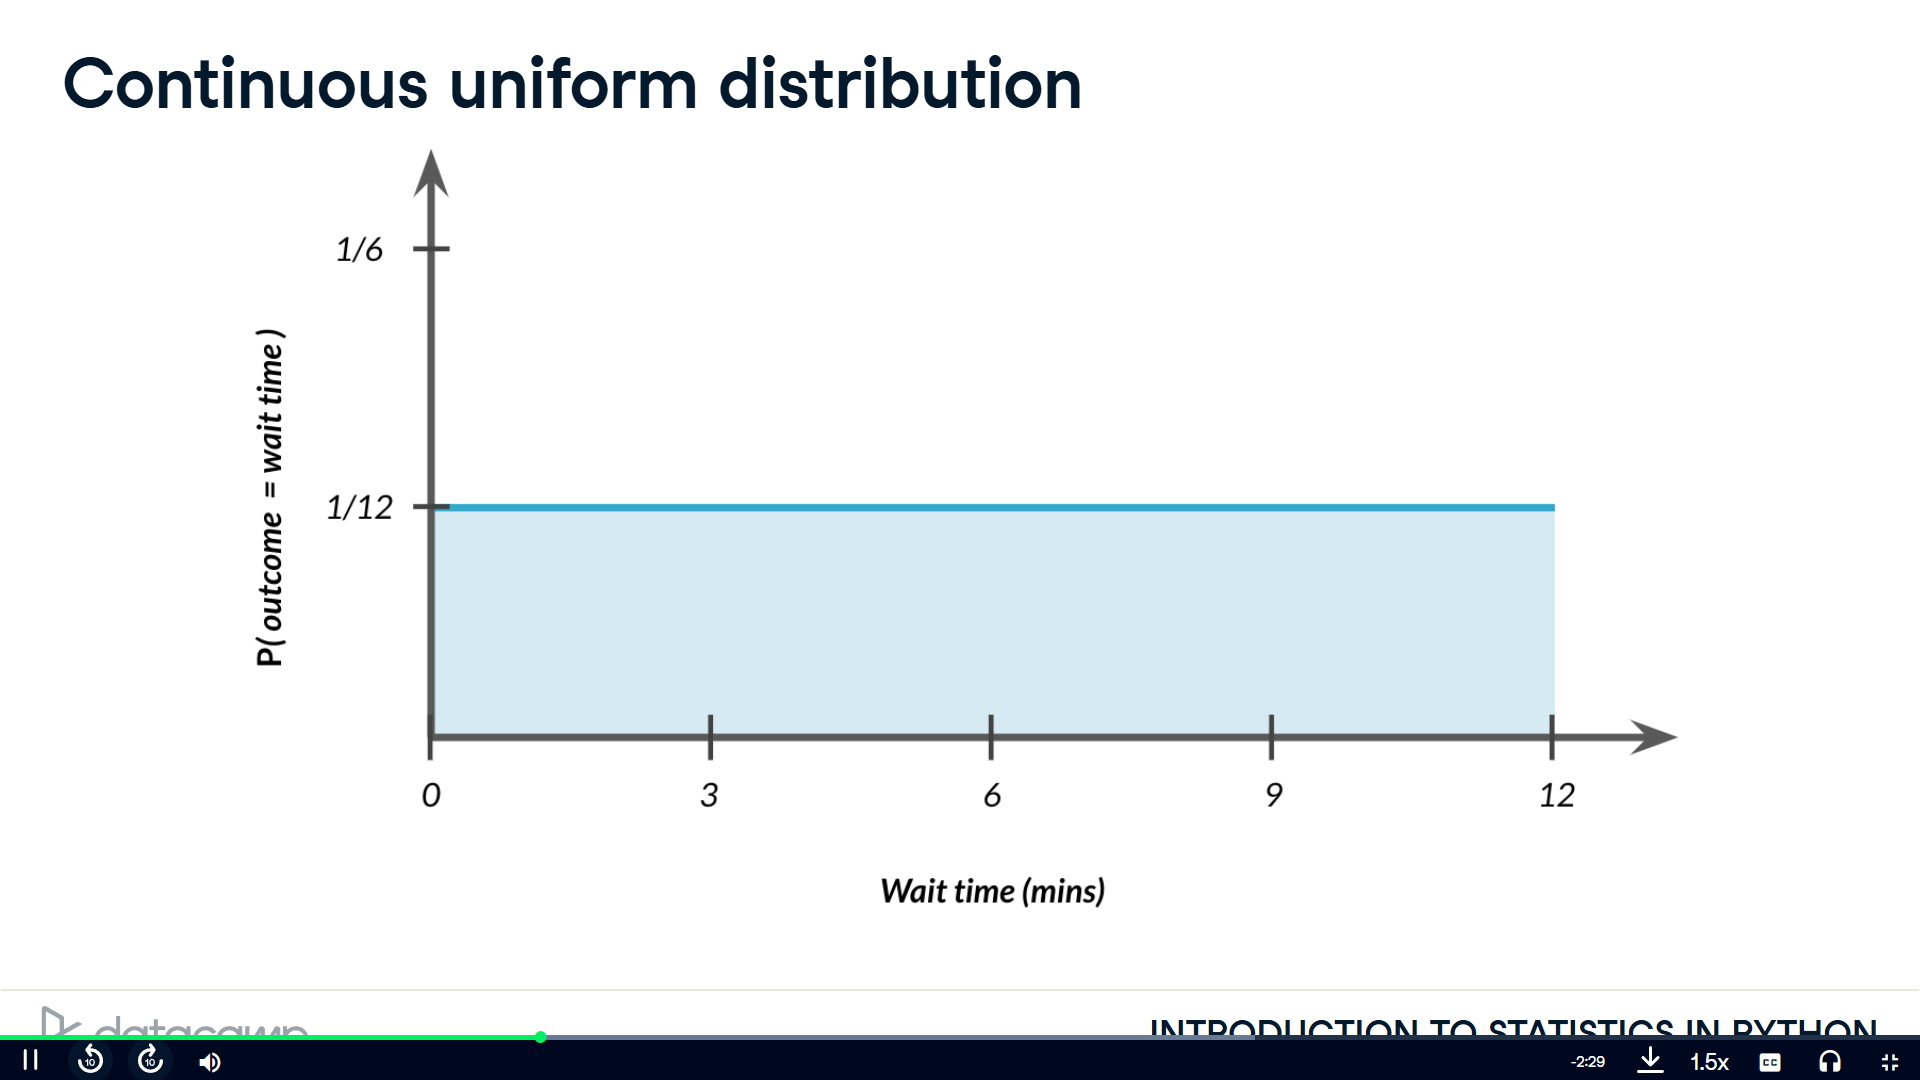 Continuous uniform distribution
1/6
P( outcome = wait time )
1/12
0 3 6 9 12
Wait time (mins)
datacamp
INTRODUCTION TO STATISTICS IN PYTHON
10 10 -2:29 1.5x CC